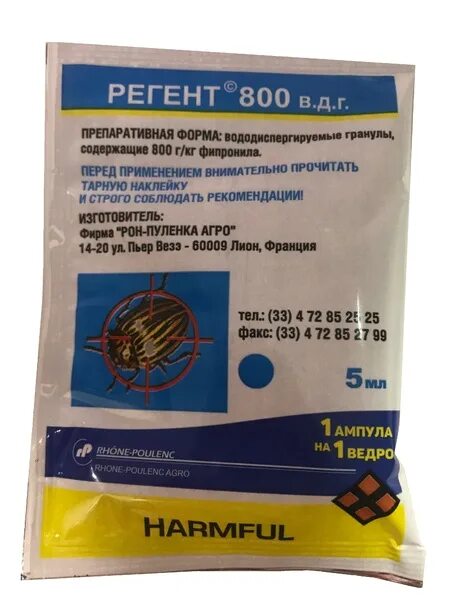 РЕГЕНТ © 800 В.Д.Г.
ПРЕПАРАТИВНАЯ ФОРМА: вододиспергируемые гранулы,
содержащие 800 г/кг фипронила.
ПЕРЕД ПРИМЕНЕНИЕМ ВНИМАТЕЛЬНО ПРОЧИТАТЬ
ТАРНУЮ НАКЛЕЙКУ
И СТРОГО СОБЛЮДАТЬ РЕКОМЕНДАЦИИ!
ИЗГОТОВИТЕЛЬ:
Фирма "РОН-ПУЛЕНКА АГРО"
14-20 ул. Пьер Везэ - 60009 Лион, Франция
тел.: (33) 4 72 85 25 25
факс: (33) 4 72 85 27 99
5 мл
1 АМПУЛА
НА 1 ВЕДРО
RHÔNE-POULENC
RHONE-POULENC AGRO
HARMFUL